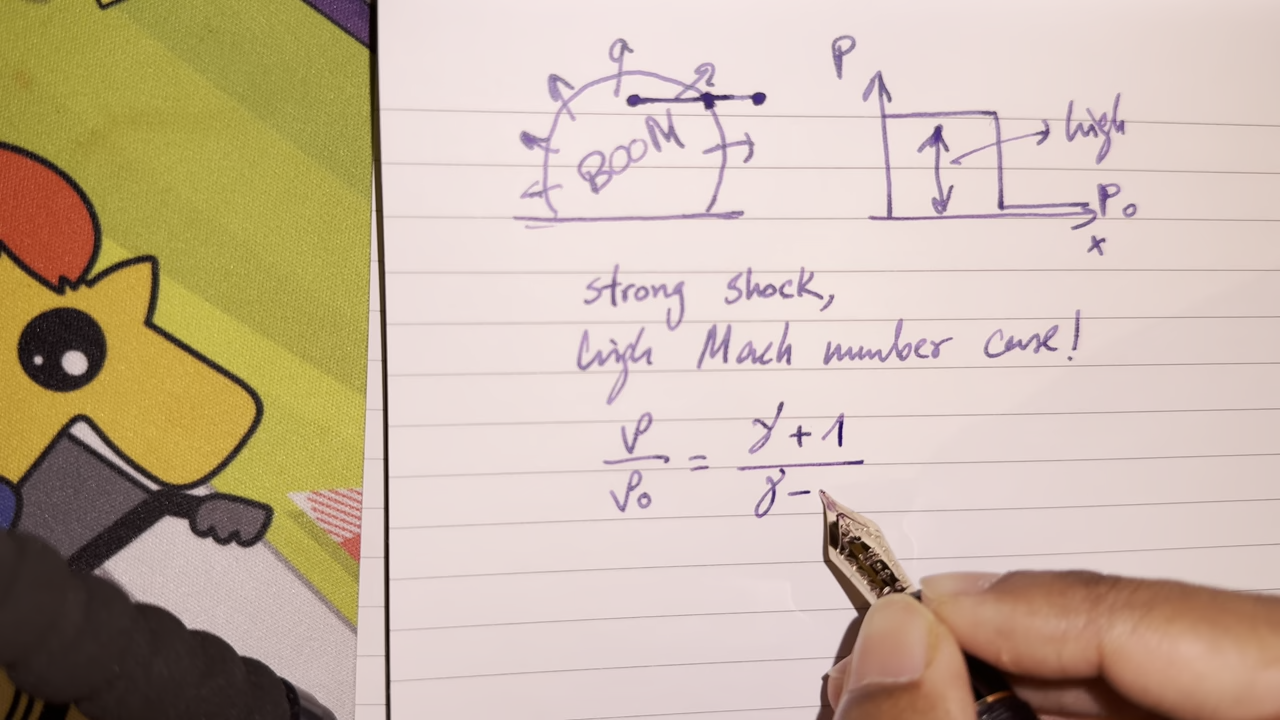 BOOM
P
high
P₀
x
strong shock,
high Mach number case!
ρ/ρ₀ = γ + 1 / γ -